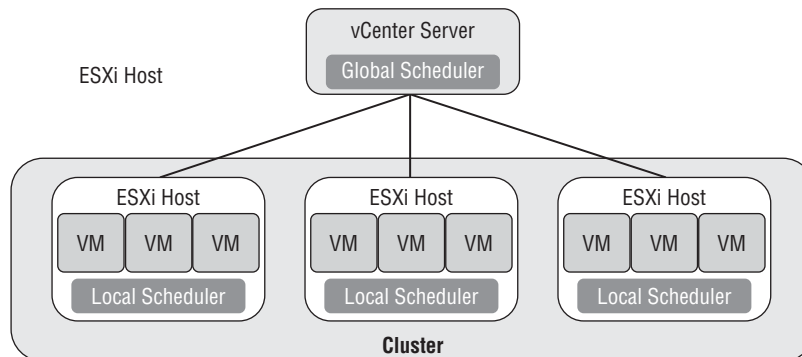 vCenter Server
Global Scheduler
ESXi Host
ESXi Host
ESXi Host
ESXi Host
VM VM VM
VM VM VM
VM VM VM
Local Scheduler
Local Scheduler
Local Scheduler
Cluster